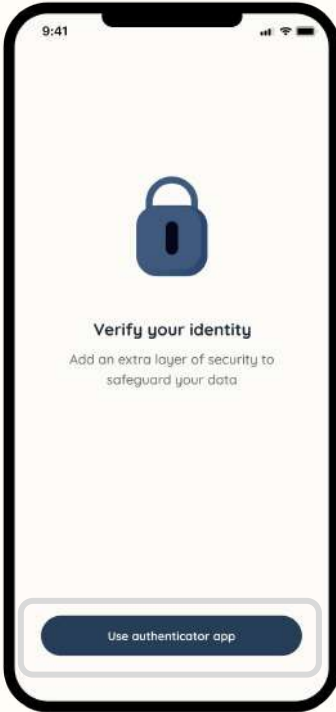 9:41
Verify your identity
Add an extra layer of security to
safeguard your data
Use authenticator app